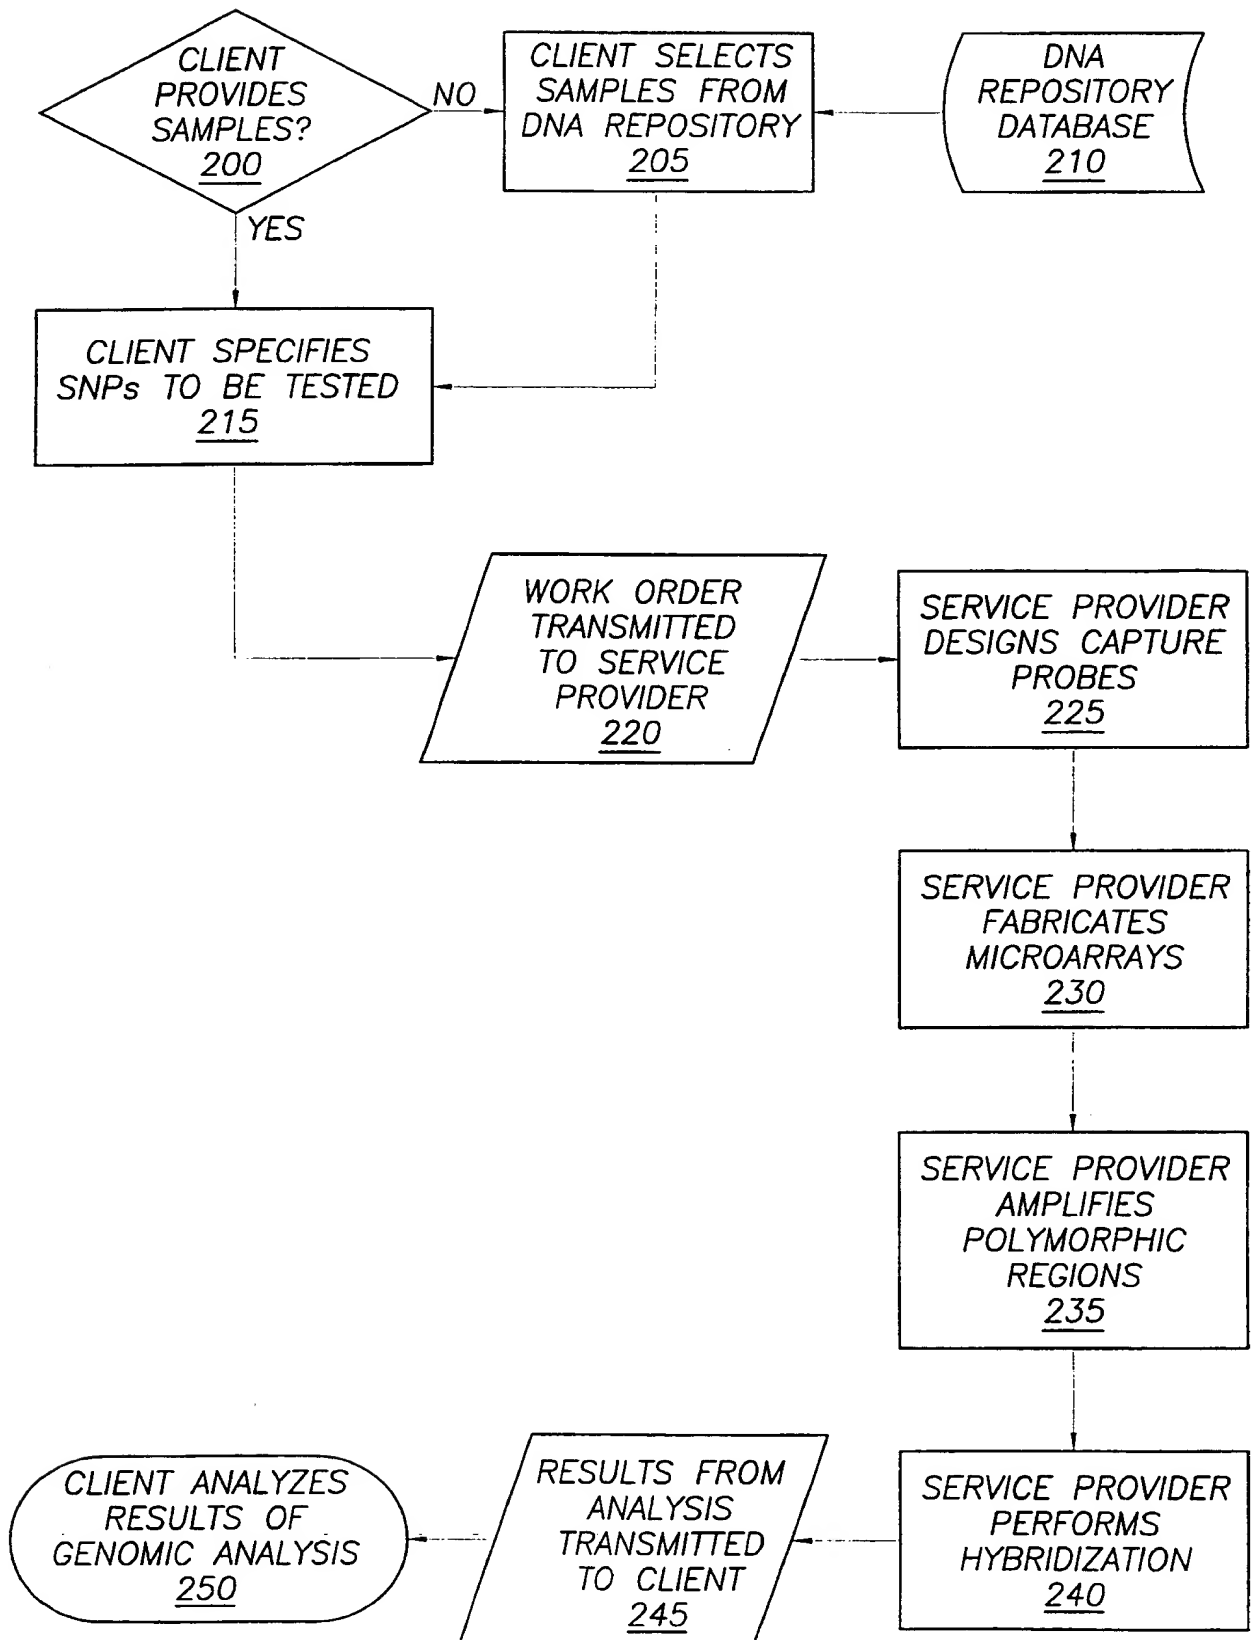 CLIENT
PROVIDES
SAMPLES?
200
NO
YES
CLIENT SELECTS
SAMPLES FROM
DNA REPOSITORY
205
DNA
REPOSITORY
DATABASE
210
CLIENT SPECIFIES
SNPs TO BE TESTED
215
WORK ORDER
TRANSMITTED
TO SERVICE
PROVIDER
220
SERVICE PROVIDER
DESIGNS CAPTURE
PROBES
225
SERVICE PROVIDER
FABRICATES
MICROARRAYS
230
SERVICE PROVIDER
AMPLIFIES
POLYMORPHIC
REGIONS
235
SERVICE PROVIDER
PERFORMS
HYBRIDIZATION
240
RESULTS FROM
ANALYSIS
TRANSMITTED
TO CLIENT
245
CLIENT ANALYZES
RESULTS OF
GENOMIC ANALYSIS
250